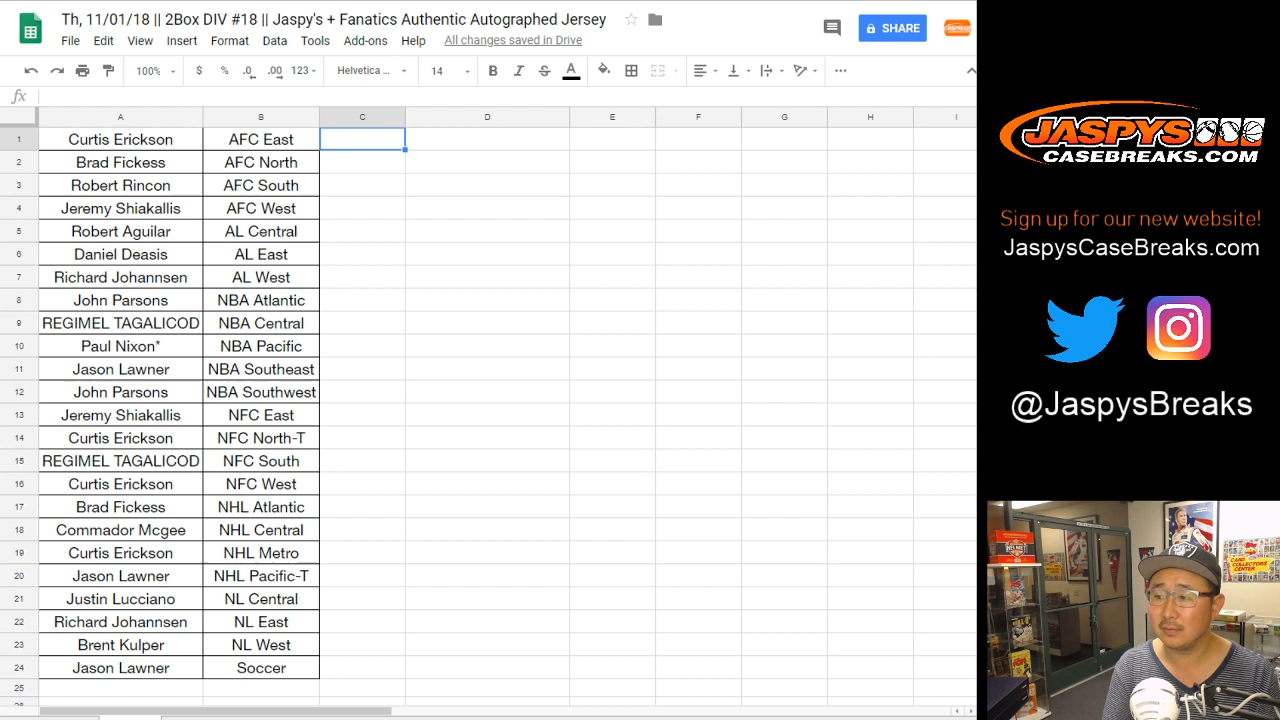 Th, 11/01/18 || 2Box DIV #18 || Jaspy's + Fanatics Authentic Autographed Jersey
File Edit View Insert Format Data Tools Add-ons Help All changes saved in Drive
SHARE
100% $ % .0 .00 123 Helvetica ... 14 B I S A
fx
A B C D E F G H I
1 Curtis Erickson AFC East
2 Brad Fickess AFC North
3 Robert Rincon AFC South
4 Jeremy Shiakallis AFC West
5 Robert Aguilar AL Central
6 Daniel Deasis AL East
7 Richard Johannsen AL West
8 John Parsons NBA Atlantic
9 REGIMEL TAGALICOD NBA Central
10 Paul Nixon* NBA Pacific
11 Jason Lawner NBA Southeast
12 John Parsons NBA Southwest
13 Jeremy Shiakallis NFC East
14 Curtis Erickson NFC North-T
15 REGIMEL TAGALICOD NFC South
16 Curtis Erickson NFC West
17 Brad Fickess NHL Atlantic
18 Commador Mcgee NHL Central
19 Curtis Erickson NHL Metro
20 Jason Lawner NHL Pacific-T
21 Justin Lucciano NL Central
22 Richard Johannsen NL East
23 Brent Kulper NL West
24 Jason Lawner Soccer
25
JASPYS
CASEBREAKS.COM
Sign up for our new website!
JaspysCaseBreaks.com
@JaspysBreaks
HELMET
CARD
COLLECTORS
CENTER